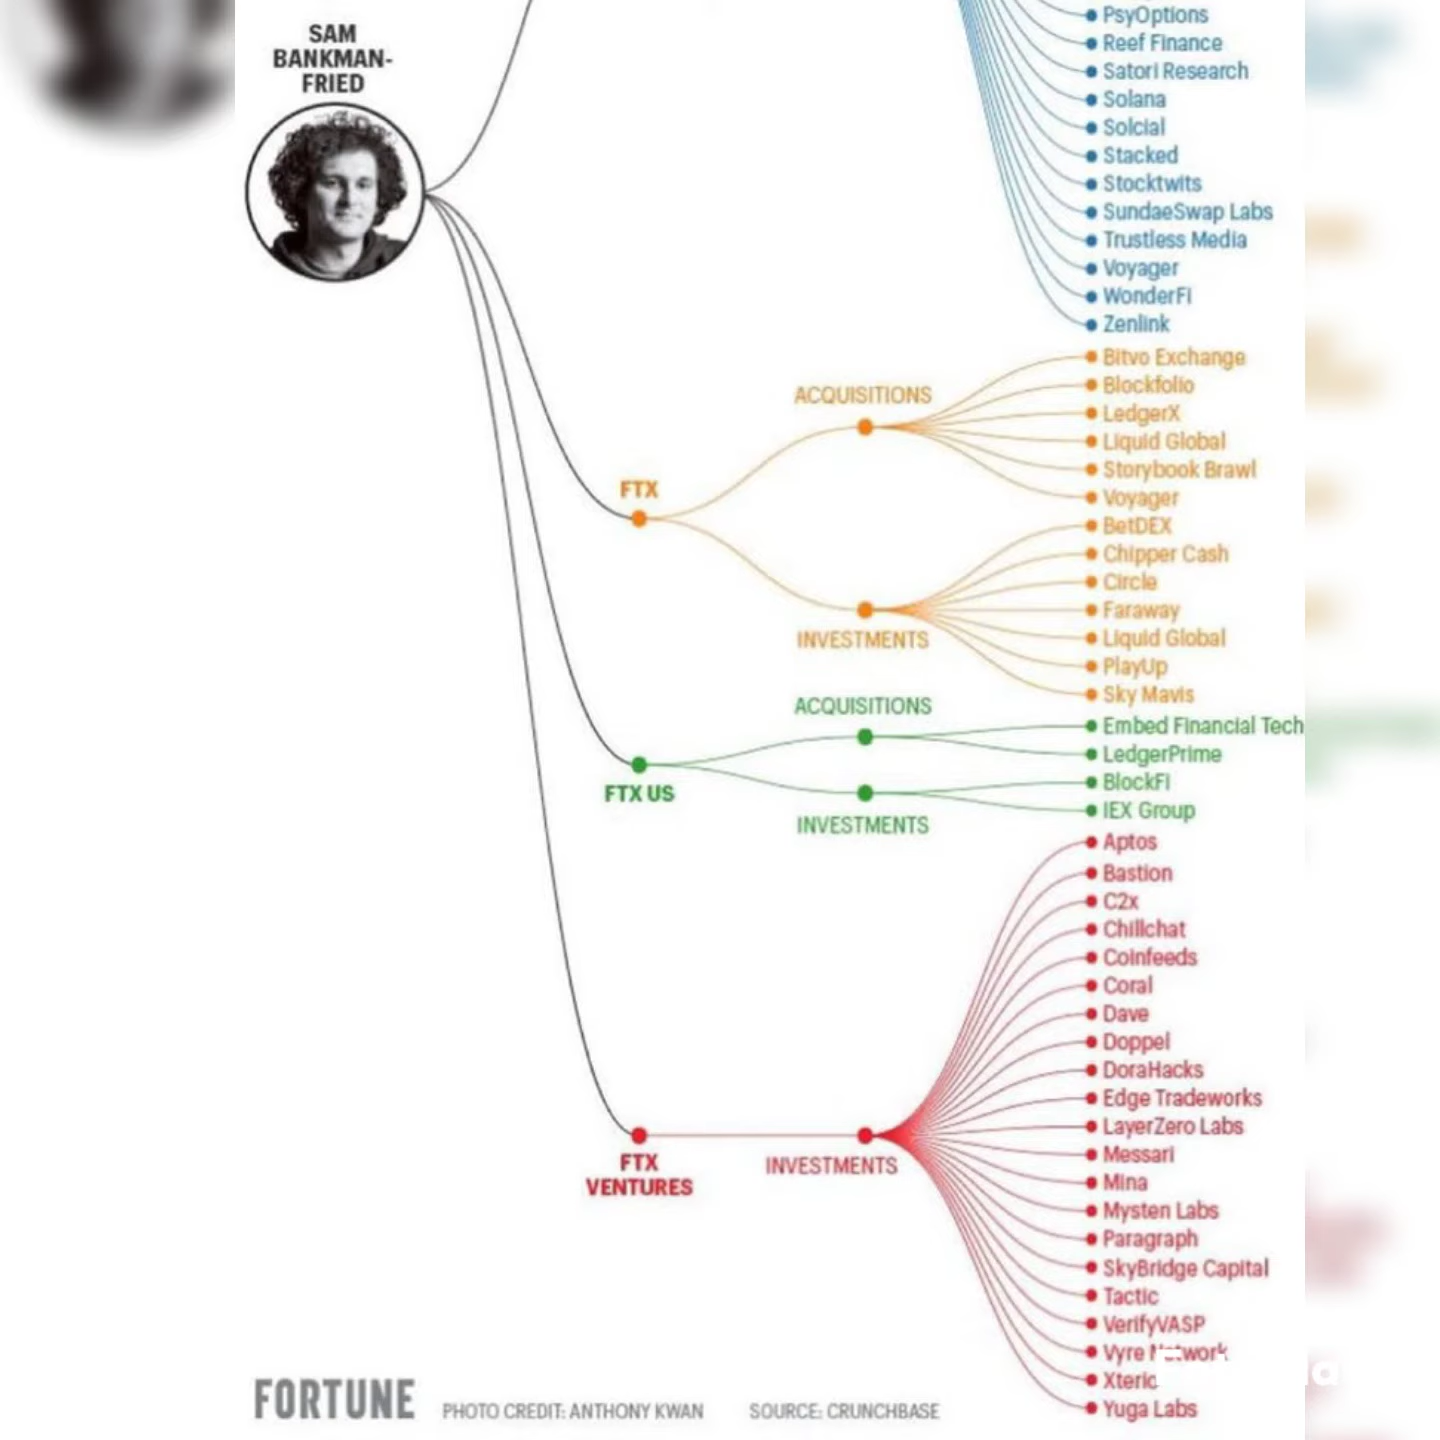 SAM
BANKMAN-
FRIED
PsyOptions
Reef Finance
Satori Research
Solana
Solcial
Stacked
Stocktwits
SundaeSwap Labs
Trustless Media
Voyager
WonderFi
Zenlink
FTX
ACQUISITIONS
Bitvo Exchange
Blockfolio
LedgerX
Liquid Global
Storybook Brawl
Voyager
INVESTMENTS
BetDEX
Chipper Cash
Circle
Faraway
Liquid Global
PlayUp
Sky Mavis
FTX US
ACQUISITIONS
Embed Financial Tech
LedgerPrime
INVESTMENTS
BlockFi
IEX Group
FTX
VENTURES
INVESTMENTS
Aptos
Bastion
C2x
Chillchat
Coinfeeds
Coral
Dave
Doppel
DoraHacks
Edge Tradeworks
LayerZero Labs
Messari
Mina
Mysten Labs
Paragraph
SkyBridge Capital
Tactic
VerifyVASP
Vyre Network
Xterio
Yuga Labs
FORTUNE
PHOTO CREDIT: ANTHONY KWAN
SOURCE: CRUNCHBASE